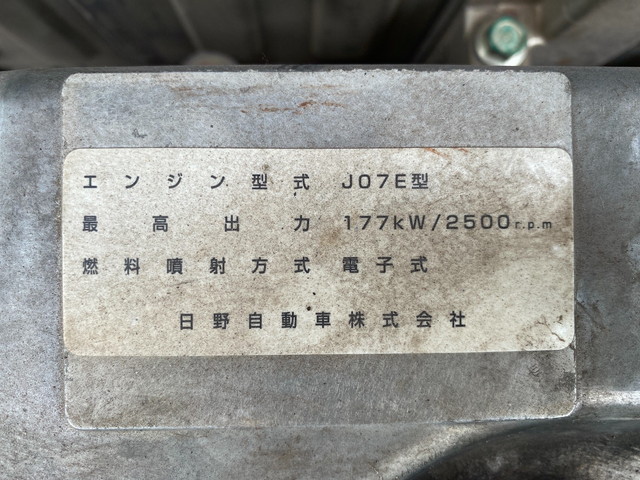 エンジン型式 J07E型
最高出力 177kW/2500r.p.m
燃料噴射方式 電子式
日野自動車株式会社